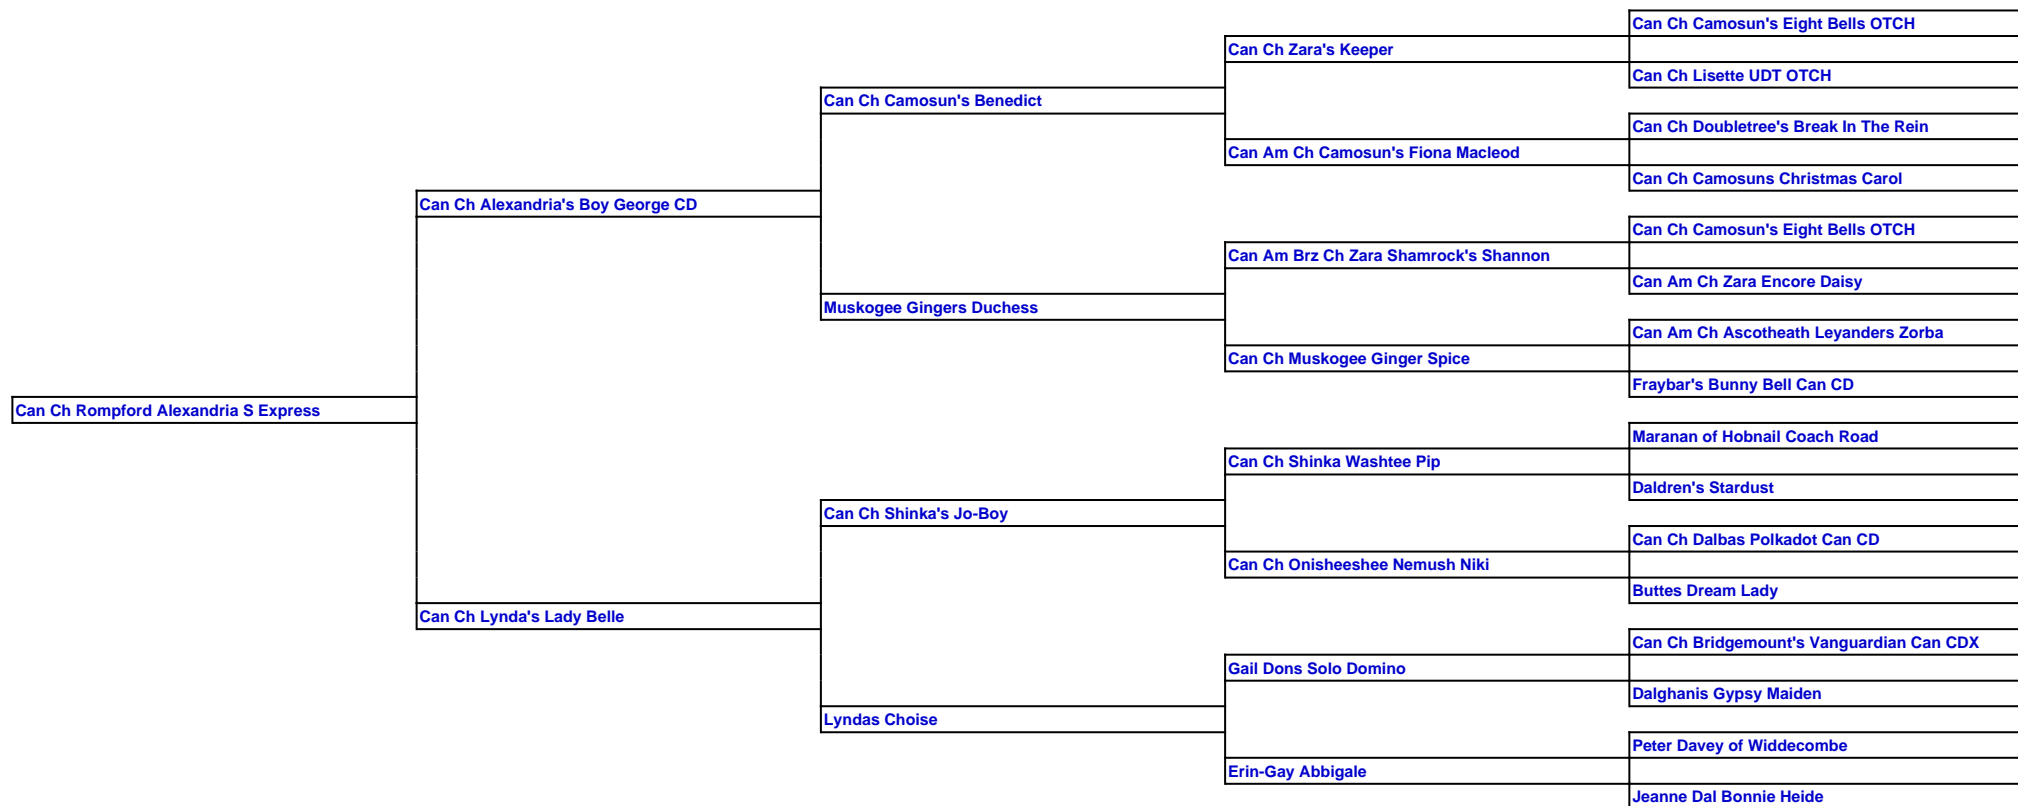 Can Ch Camosun's Eight Bells OTCH
Can Ch Zara's Keeper
Can Ch Lisette UDT OTCH
Can Ch Camosun's Benedict
Can Ch Doubletree's Break In The Rein
Can Am Ch Camosun's Fiona Macleod
Can Ch Camosuns Christmas Carol
Can Ch Alexandria's Boy George CD
Can Ch Camosun's Eight Bells OTCH
Can Am Brz Ch Zara Shamrock's Shannon
Can Am Ch Zara Encore Daisy
Muskogee Gingers Duchess
Can Am Ch Ascotheath Leyanders Zorba
Can Ch Muskogee Ginger Spice
Fraybar's Bunny Bell Can CD
Can Ch Rompford Alexandria S Express
Maranan of Hobnail Coach Road
Can Ch Shinka Washtee Pip
Daldren's Stardust
Can Ch Shinka's Jo-Boy
Can Ch Dalbas Polkadot Can CD
Can Ch Onisheeshee Nemush Niki
Buttes Dream Lady
Can Ch Lynda's Lady Belle
Can Ch Bridgemount's Vanguardian Can CDX
Gail Dons Solo Domino
Dalghanis Gypsy Maiden
Lyndas Choise
Peter Davey of Widdecombe
Erin-Gay Abbigale
Jeanne Dal Bonnie Heide